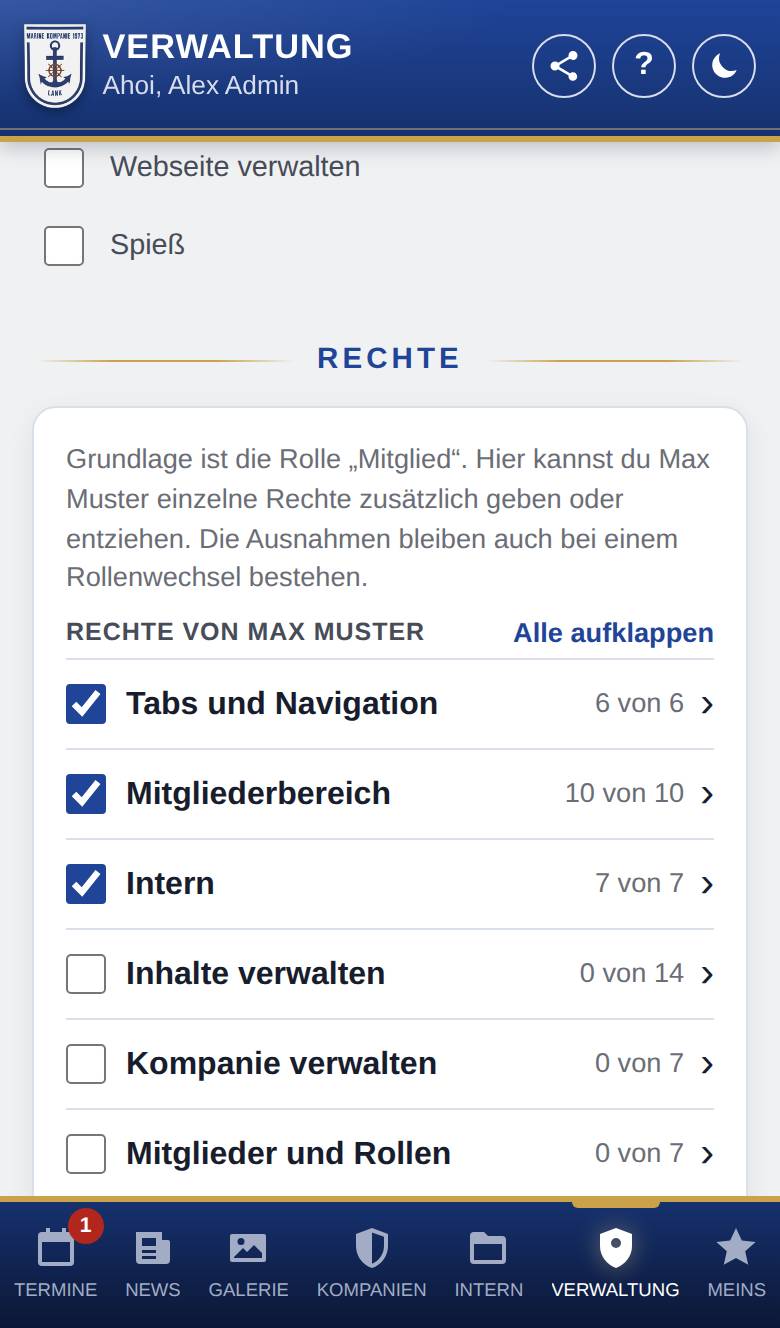 MARINE KOMPANIE 1973
LANK
VERWALTUNG
Ahoi, Alex Admin
?
Webseite verwalten
Spieß
RECHTE
Grundlage ist die Rolle „Mitglied“. Hier kannst du Max
Muster einzelne Rechte zusätzlich geben oder
entziehen. Die Ausnahmen bleiben auch bei einem
Rollenwechsel bestehen.
RECHTE VON MAX MUSTER Alle aufklappen
Tabs und Navigation 6 von 6 ›
Mitgliederbereich 10 von 10 ›
Intern 7 von 7 ›
Inhalte verwalten 0 von 14 ›
Kompanie verwalten 0 von 7 ›
Mitglieder und Rollen 0 von 7 ›
1
TERMINE NEWS GALERIE KOMPANIEN INTERN VERWALTUNG MEINS